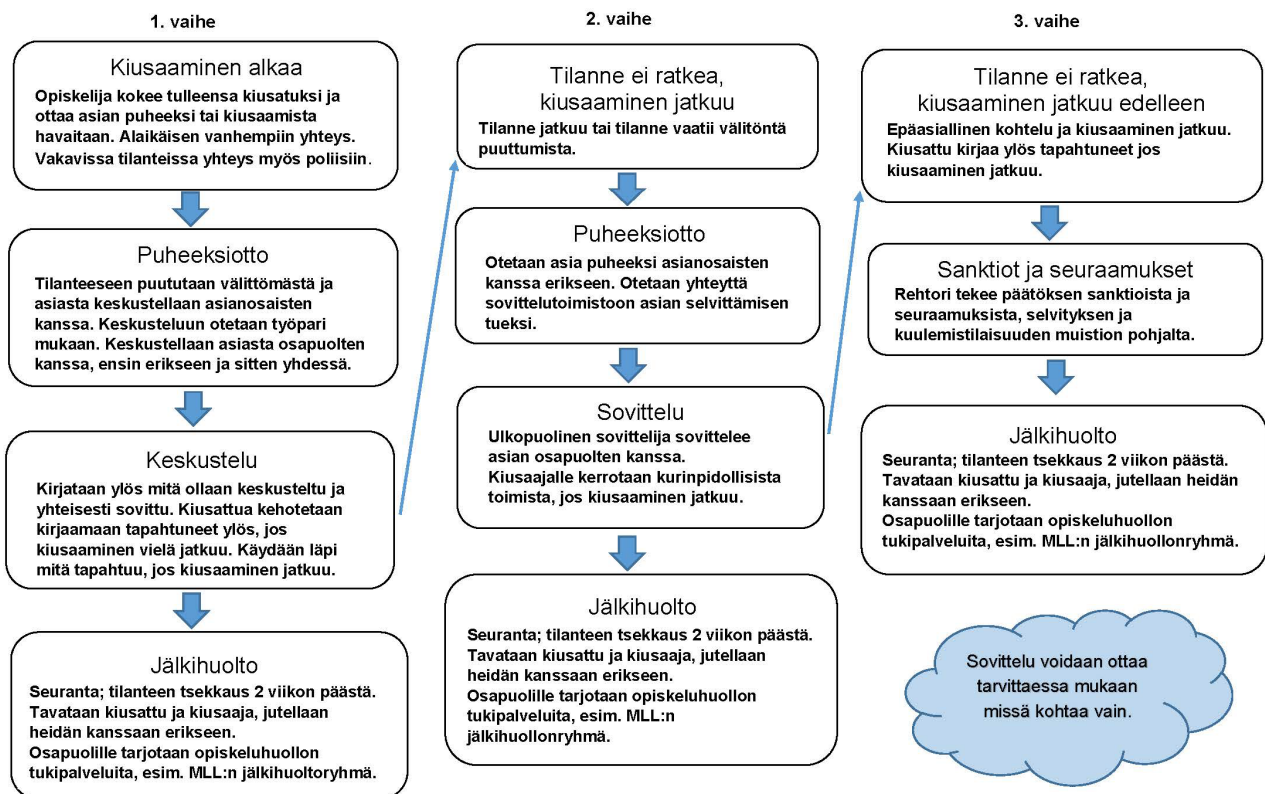 1. vaihe
Kiusaaminen alkaa
Opiskelija kokee tulleensa kiusatuksi ja
ottaa asian puheeksi tai kiusaamista
havaitaan. Alaikäisen vanhempiin yhteys.
Vakavissa tilanteissa yhteys myös poliisiin.
Puheeksiotto
Tilanteeseen puututaan välittömästä ja
asiasta keskustellaan asianosaisten
kanssa. Keskusteluun otetaan työpari
mukaan. Keskustellaan asiasta osapuolten
kanssa, ensin erikseen ja sitten yhdessä.
Keskustelu
Kirjataan ylös mitä ollaan keskusteltu ja
yhteisesti sovittu. Kiusattua kehotetaan
kirjaamaan tapahtuneet ylös, jos
kiusaaminen vielä jatkuu. Käydään läpi
mitä tapahtuu, jos kiusaaminen jatkuu.
Jälkihuolto
Seuranta; tilanteen tsekkaus 2 viikon päästä.
Tavataan kiusattu ja kiusaaja, jutellaan
heidän kanssaan erikseen.
Osapuolille tarjotaan opiskeluhuollon
tukipalveluita, esim. MLL:n jälkihuoltoryhmä.
2. vaihe
Tilanne ei ratkea,
kiusaaminen jatkuu
Tilanne jatkuu tai tilanne vaatii välitöntä
puuttumista.
Puheeksiotto
Otetaan asia puheeksi asianosaisten
kanssa erikseen. Otetaan yhteyttä
sovittelutoimistoon asian selvittämisen
tueksi.
Sovittelu
Ulkopuolinen sovittelija sovittelee
asian osapuolten kanssa.
Kiusaajalle kerrotaan kurinpidollisista
toimista, jos kiusaaminen jatkuu.
Jälkihuolto
Seuranta; tilanteen tsekkaus 2 viikon päästä.
Tavataan kiusattu ja kiusaaja, jutellaan
heidän kanssaan erikseen.
Osapuolille tarjotaan opiskeluhuollon
tukipalveluita, esim. MLL:n
jälkihuollonryhmä.
3. vaihe
Tilanne ei ratkea,
kiusaaminen jatkuu edelleen
Epäasiallinen kohtelu ja kiusaaminen jatkuu.
Kiusattu kirjaa ylös tapahtuneet jos
kiusaaminen jatkuu.
Sanktiot ja seuraamukset
Rehtori tekee päätöksen sanktioista ja
seuraamuksista, selvityksen ja
kuulemistilaisuuden muistion pohjalta.
Jälkihuolto
Seuranta; tilanteen tsekkaus 2 viikon päästä.
Tavataan kiusattu ja kiusaaja, jutellaan heidän
kanssaan erikseen.
Osapuolille tarjotaan opiskeluhuollon
tukipalveluita, esim. MLL:n jälkihuollonryhmä.
Sovittelu voidaan ottaa
tarvittaessa mukaan
missä kohtaa vain.